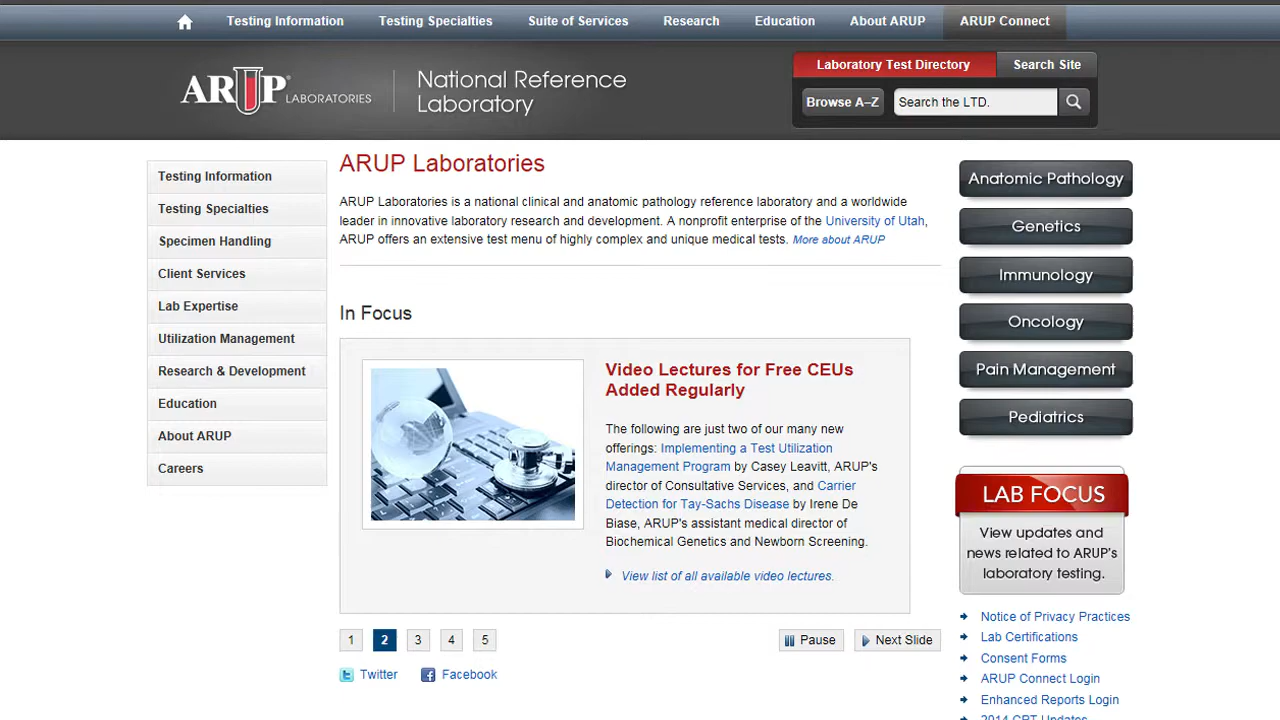 Testing Information Testing Specialties Suite of Services Research Education About ARUP ARUP Connect
ARUP LABORATORIES
National Reference
Laboratory
Laboratory Test Directory Search Site
Browse A–Z Search the LTD.
Testing Information
Testing Specialties
Specimen Handling
Client Services
Lab Expertise
Utilization Management
Research & Development
Education
About ARUP
Careers
ARUP Laboratories
ARUP Laboratories is a national clinical and anatomic pathology reference laboratory and a worldwide
leader in innovative laboratory research and development. A nonprofit enterprise of the University of Utah,
ARUP offers an extensive test menu of highly complex and unique medical tests. More about ARUP
In Focus
Video Lectures for Free CEUs
Added Regularly
The following are just two of our many new
offerings: Implementing a Test Utilization
Management Program by Casey Leavitt, ARUP's
director of Consultative Services, and Carrier
Detection for Tay-Sachs Disease by Irene De
Biase, ARUP's assistant medical director of
Biochemical Genetics and Newborn Screening.
View list of all available video lectures.
1 2 3 4 5 Pause Next Slide
Twitter Facebook
Anatomic Pathology
Genetics
Immunology
Oncology
Pain Management
Pediatrics
LAB FOCUS
View updates and
news related to ARUP's
laboratory testing.
Notice of Privacy Practices
Lab Certifications
Consent Forms
ARUP Connect Login
Enhanced Reports Login
2014 CPT Updates